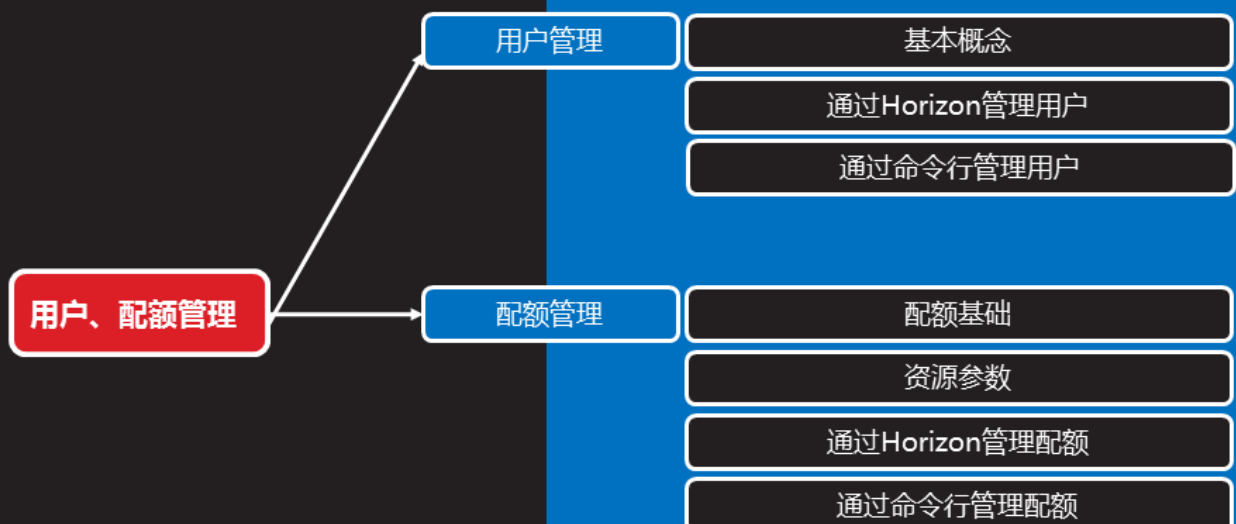 用户管理
基本概念
通过Horizon管理用户
通过命令行管理用户
用户、配额管理
配额管理
配额基础
资源参数
通过Horizon管理配额
通过命令行管理配额